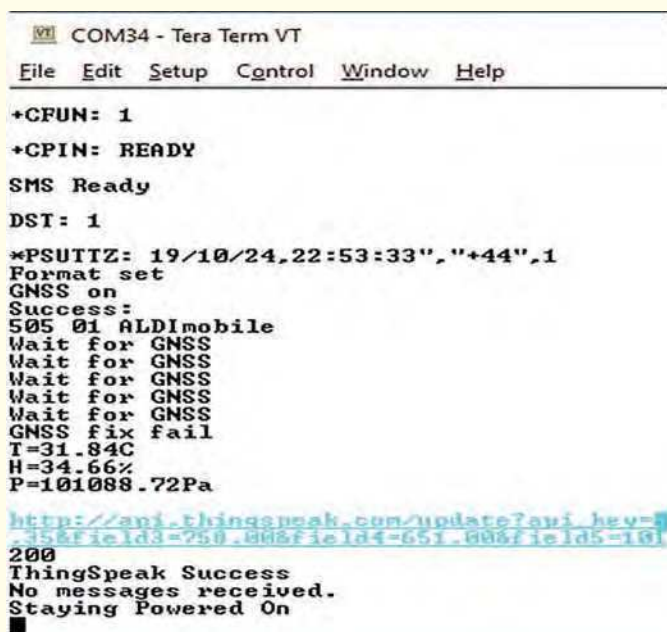 COM34 - Tera Term VT
File Edit Setup Control Window Help
+CFUN: 1
+CPIN: READY
SMS Ready
DST: 1
*PSUTTZ: 19/10/24,22:53:33","+44",1
Format set
GNSS on
Success:
505 01 ALDImobile
Wait for GNSS
Wait for GNSS
Wait for GNSS
Wait for GNSS
Wait for GNSS
GNSS fix fail
T=31.84C
H=34.66%
P=101088.72Pa
http://api.thingspeak.com/update?api_key=
.35&field3=750.00&field4=651.00&field5=101
200
ThingSpeak Success
No messages received.
Staying Powered On